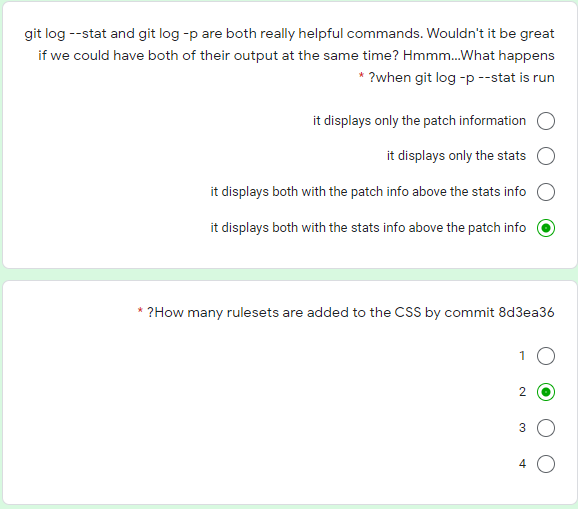 git log --stat and git log -p are both really helpful commands. Wouldn't it be great
if we could have both of their output at the same time? Hmmm...What happens
* ?when git log -p --stat is run
it displays only the patch information
it displays only the stats
it displays both with the patch info above the stats info
it displays both with the stats info above the patch info
* ?How many rulesets are added to the CSS by commit 8d3ea36
1
2
3
4